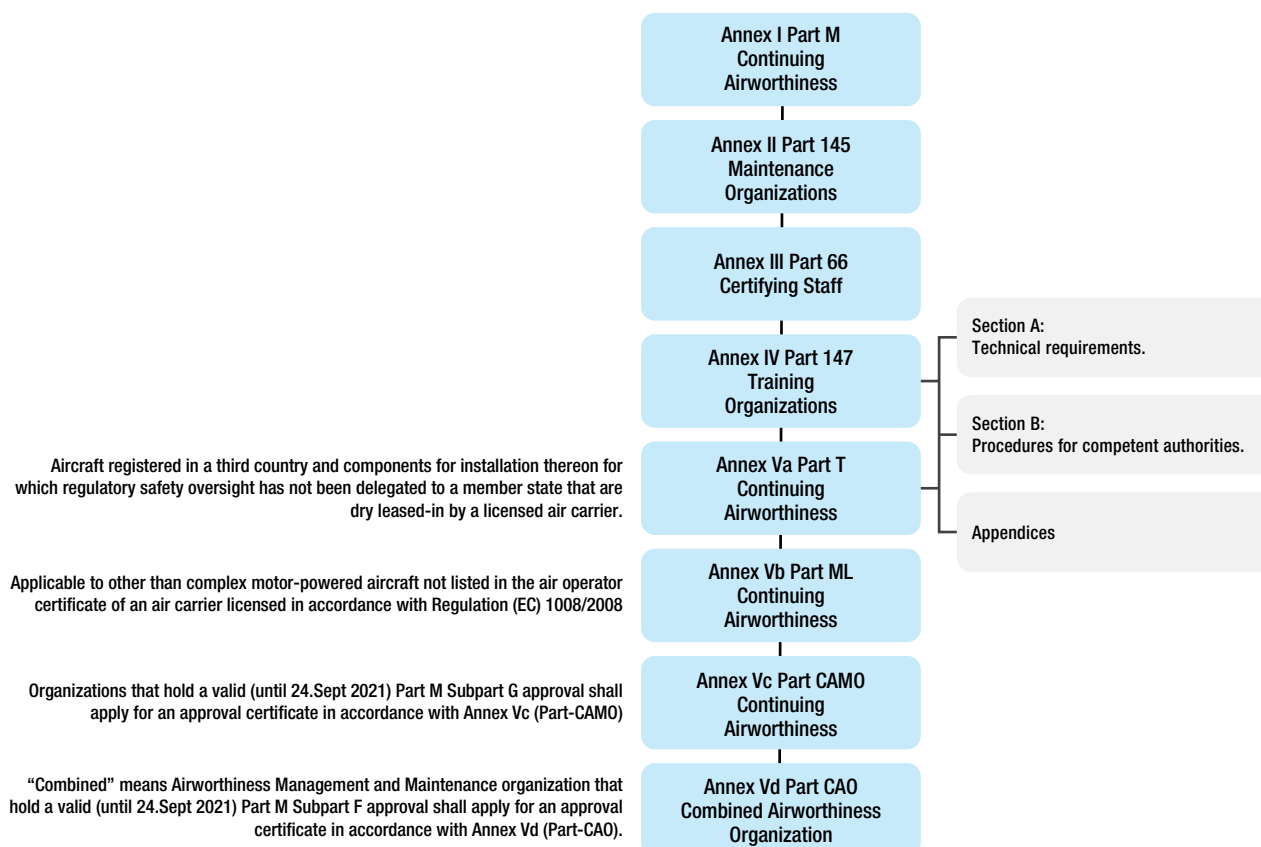 Annex I Part M
Continuing
Airworthiness
Annex II Part 145
Maintenance
Organizations
Annex III Part 66
Certifying Staff
Annex IV Part 147
Training
Organizations
Section A:
Technical requirements.
Section B:
Procedures for competent authorities.
Appendices
Aircraft registered in a third country and components for installation thereon for
which regulatory safety oversight has not been delegated to a member state that are
dry leased-in by a licensed air carrier.
Annex Va Part T
Continuing
Airworthiness
Applicable to other than complex motor-powered aircraft not listed in the air operator
certificate of an air carrier licensed in accordance with Regulation (EC) 1008/2008
Annex Vb Part ML
Continuing
Airworthiness
Organizations that hold a valid (until 24.Sept 2021) Part M Subpart G approval shall
apply for an approval certificate in accordance with Annex Vc (Part-CAMO)
Annex Vc Part CAMO
Continuing
Airworthiness
“Combined” means Airworthiness Management and Maintenance organization that
hold a valid (until 24.Sept 2021) Part M Subpart F approval shall apply for an approval
certificate in accordance with Annex Vd (Part-CAO).
Annex Vd Part CAO
Combined Airworthiness
Organization